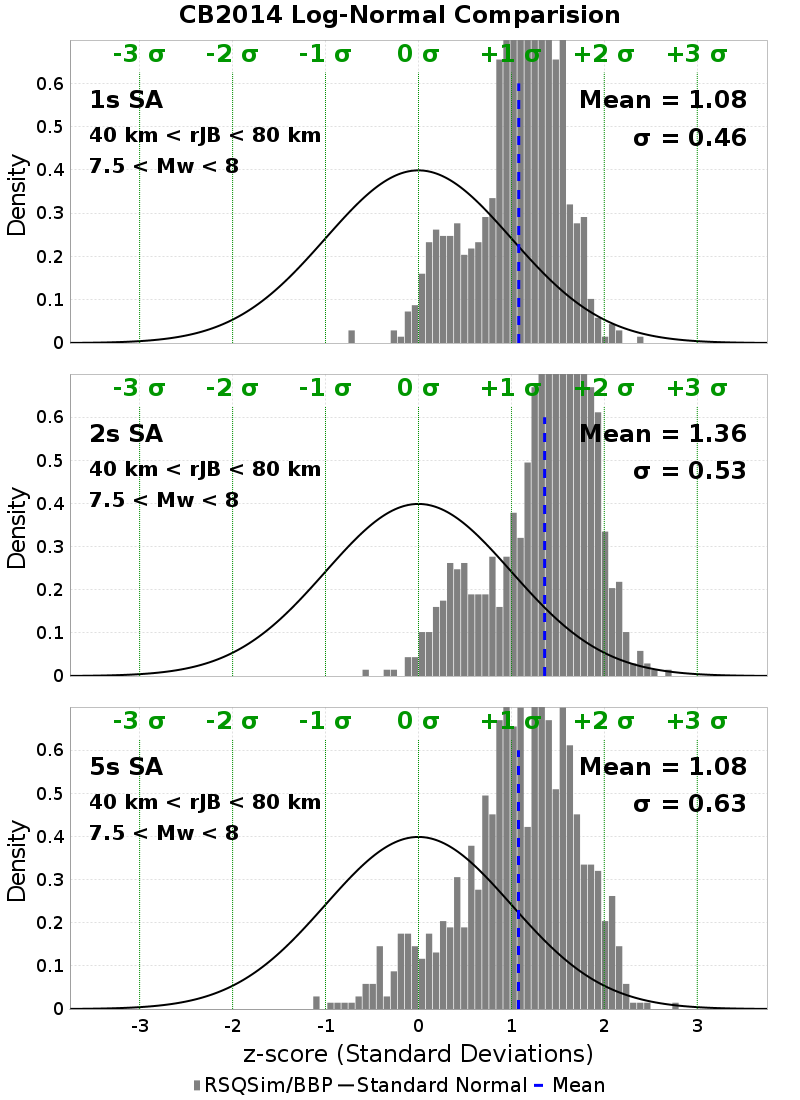 CB2014 Log-Normal Comparision
-3 σ -2 σ -1 σ 0 σ +1 σ +2 σ +3 σ
1s SA
40 km < rJB < 80 km
7.5 < Mw < 8
Mean = 1.08
σ = 0.46
Density
0.6
0.5
0.4
0.3
0.2
0.1
0
-3 σ -2 σ -1 σ 0 σ +1 σ +2 σ +3 σ
2s SA
40 km < rJB < 80 km
7.5 < Mw < 8
Mean = 1.36
σ = 0.53
Density
0.6
0.5
0.4
0.3
0.2
0.1
0
-3 σ -2 σ -1 σ 0 σ +1 σ +2 σ +3 σ
5s SA
40 km < rJB < 80 km
7.5 < Mw < 8
Mean = 1.08
σ = 0.63
Density
0.6
0.5
0.4
0.3
0.2
0.1
0
-3 -2 -1 0 1 2 3
z-score (Standard Deviations)
RSQSim/BBP Standard Normal Mean